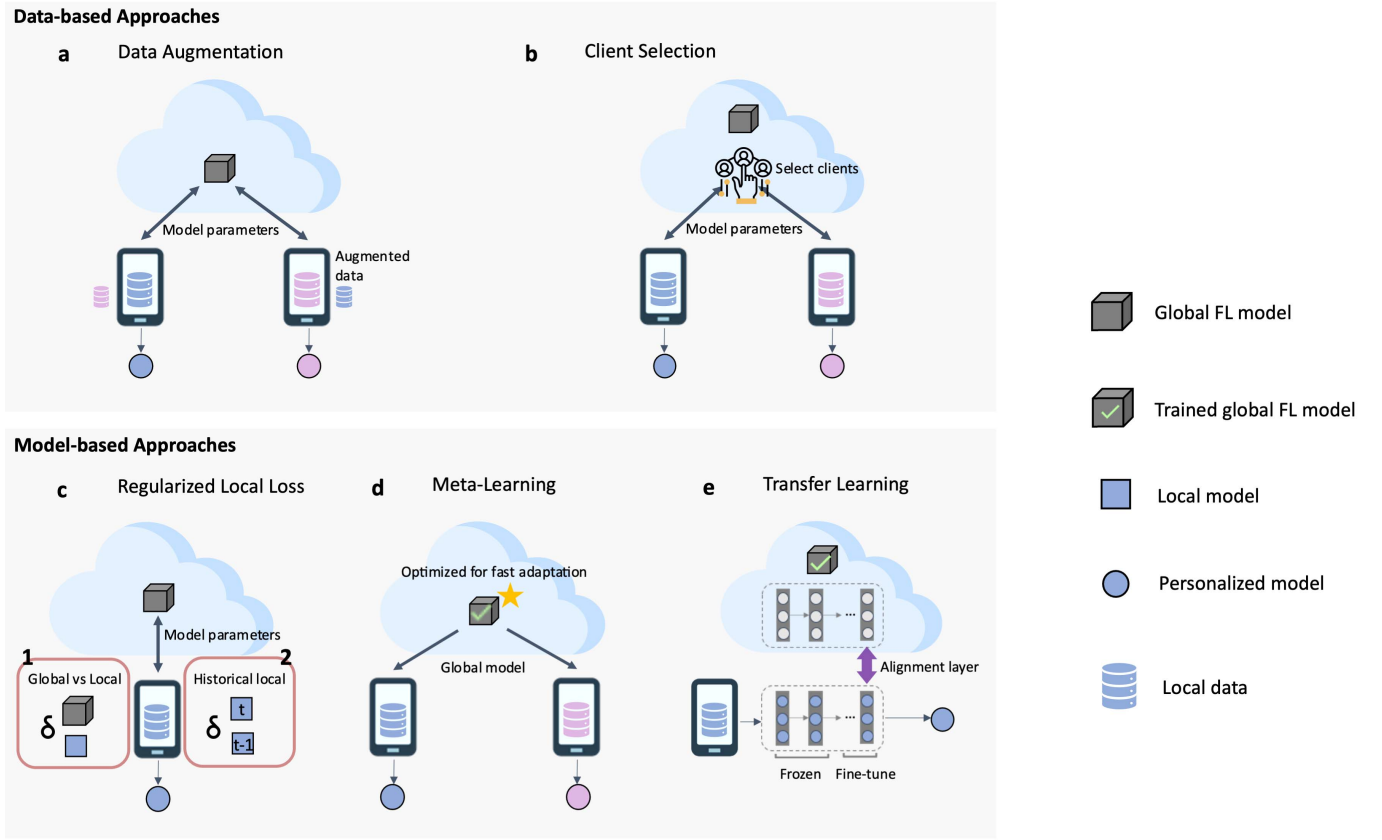 Data-based Approaches
a Data Augmentation
b Client Selection
Select clients
Model parameters
Model parameters
Augmented
data
Model-based Approaches
c Regularized Local Loss
d Meta-Learning
e Transfer Learning
Optimized for fast adaptation
Model parameters
1
2
Global vs Local
δ
Historical local
δ
t
t-1
Global model
...
Alignment layer
...
Frozen
Fine-tune
Global FL model
Trained global FL model
Local model
Personalized model
Local data